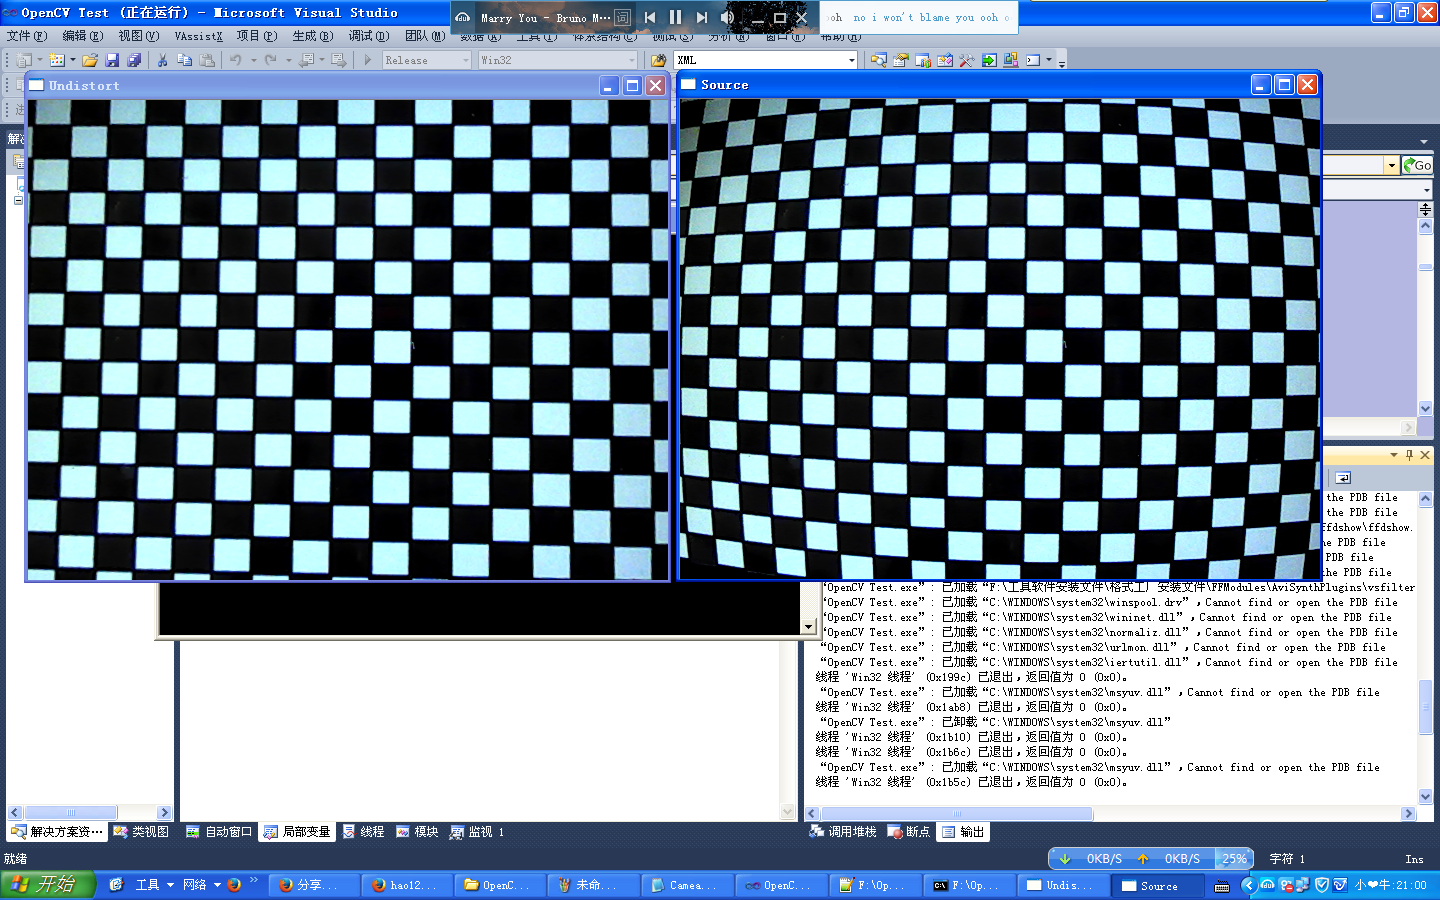 OpenCV Test (正在运行) - Microsoft Visual Studio
Marry You - Bruno M··· 词
ooh  no i won't blame you ooh
文件(F) 编辑(E) 视图(V) VAssistX 项目(P) 生成(B) 调试(D) 团队(M) 数据(A) 工具(T) 体系结构(C) 测试(S) 分析(N) 窗口(W) 帮助(H)
Release Win32 XML
Undistort
Source
Go
the PDB file
the PDB file
ffdshow\ffdshow.
he PDB file
PDB file
the PDB file
“OpenCV Test.exe”: 已加载“F:\工具软件安装文件\格式工厂安装文件\FFModules\AviSynthPlugins\vsfilter
“OpenCV Test.exe”: 已加载“C:\WINDOWS\system32\winspool.drv”，Cannot find or open the PDB file
“OpenCV Test.exe”: 已加载“C:\WINDOWS\system32\wininet.dll”，Cannot find or open the PDB file
“OpenCV Test.exe”: 已加载“C:\WINDOWS\system32\normaliz.dll”，Cannot find or open the PDB file
“OpenCV Test.exe”: 已加载“C:\WINDOWS\system32\urlmon.dll”，Cannot find or open the PDB file
“OpenCV Test.exe”: 已加载“C:\WINDOWS\system32\iertutil.dll”，Cannot find or open the PDB file
线程 'Win32 线程' (0x199c) 已退出，返回值为 0 (0x0)。
“OpenCV Test.exe”: 已加载“C:\WINDOWS\system32\msyuv.dll”，Cannot find or open the PDB file
线程 'Win32 线程' (0x1ab8) 已退出，返回值为 0 (0x0)。
“OpenCV Test.exe”: 已卸载“C:\WINDOWS\system32\msyuv.dll”
线程 'Win32 线程' (0x1b10) 已退出，返回值为 0 (0x0)。
线程 'Win32 线程' (0x1b6c) 已退出，返回值为 0 (0x0)。
“OpenCV Test.exe”: 已加载“C:\WINDOWS\system32\msyuv.dll”，Cannot find or open the PDB file
线程 'Win32 线程' (0x1b5c) 已退出，返回值为 0 (0x0)。
解决方案资··· 类视图 自动窗口 局部变量 线程 模块 监视 1 调用堆栈 断点 输出
就绪 0KB/S 0KB/S 25% 字符 1 Ins
开始 工具 网络 » 分享... hao12... OpenC... 未命... Camea... OpenC... F:\Op... F:\Op... Undis... Source 小❤牛:21:00